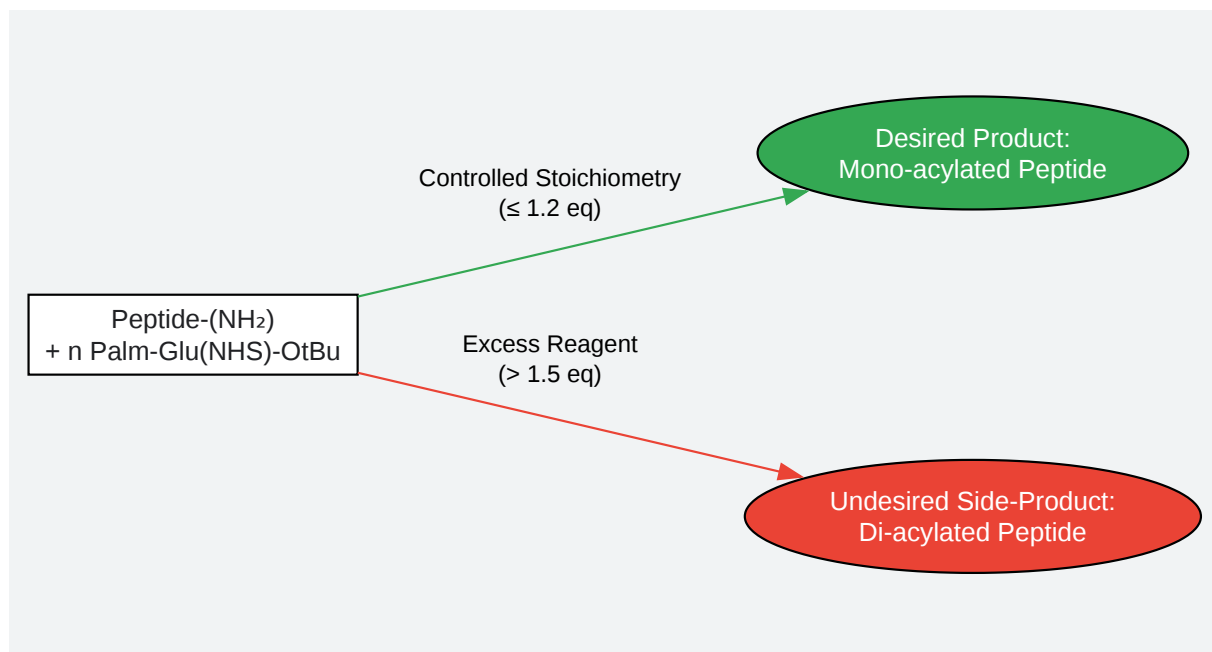 Desired Product:
Mono-acylated Peptide
Controlled Stoichiometry
(≤ 1.2 eq)
Peptide-(NH₂)
+ n Palm-Glu(NHS)-OtBu
Excess Reagent
(> 1.5 eq)
Undesired Side-Product:
Di-acylated Peptide